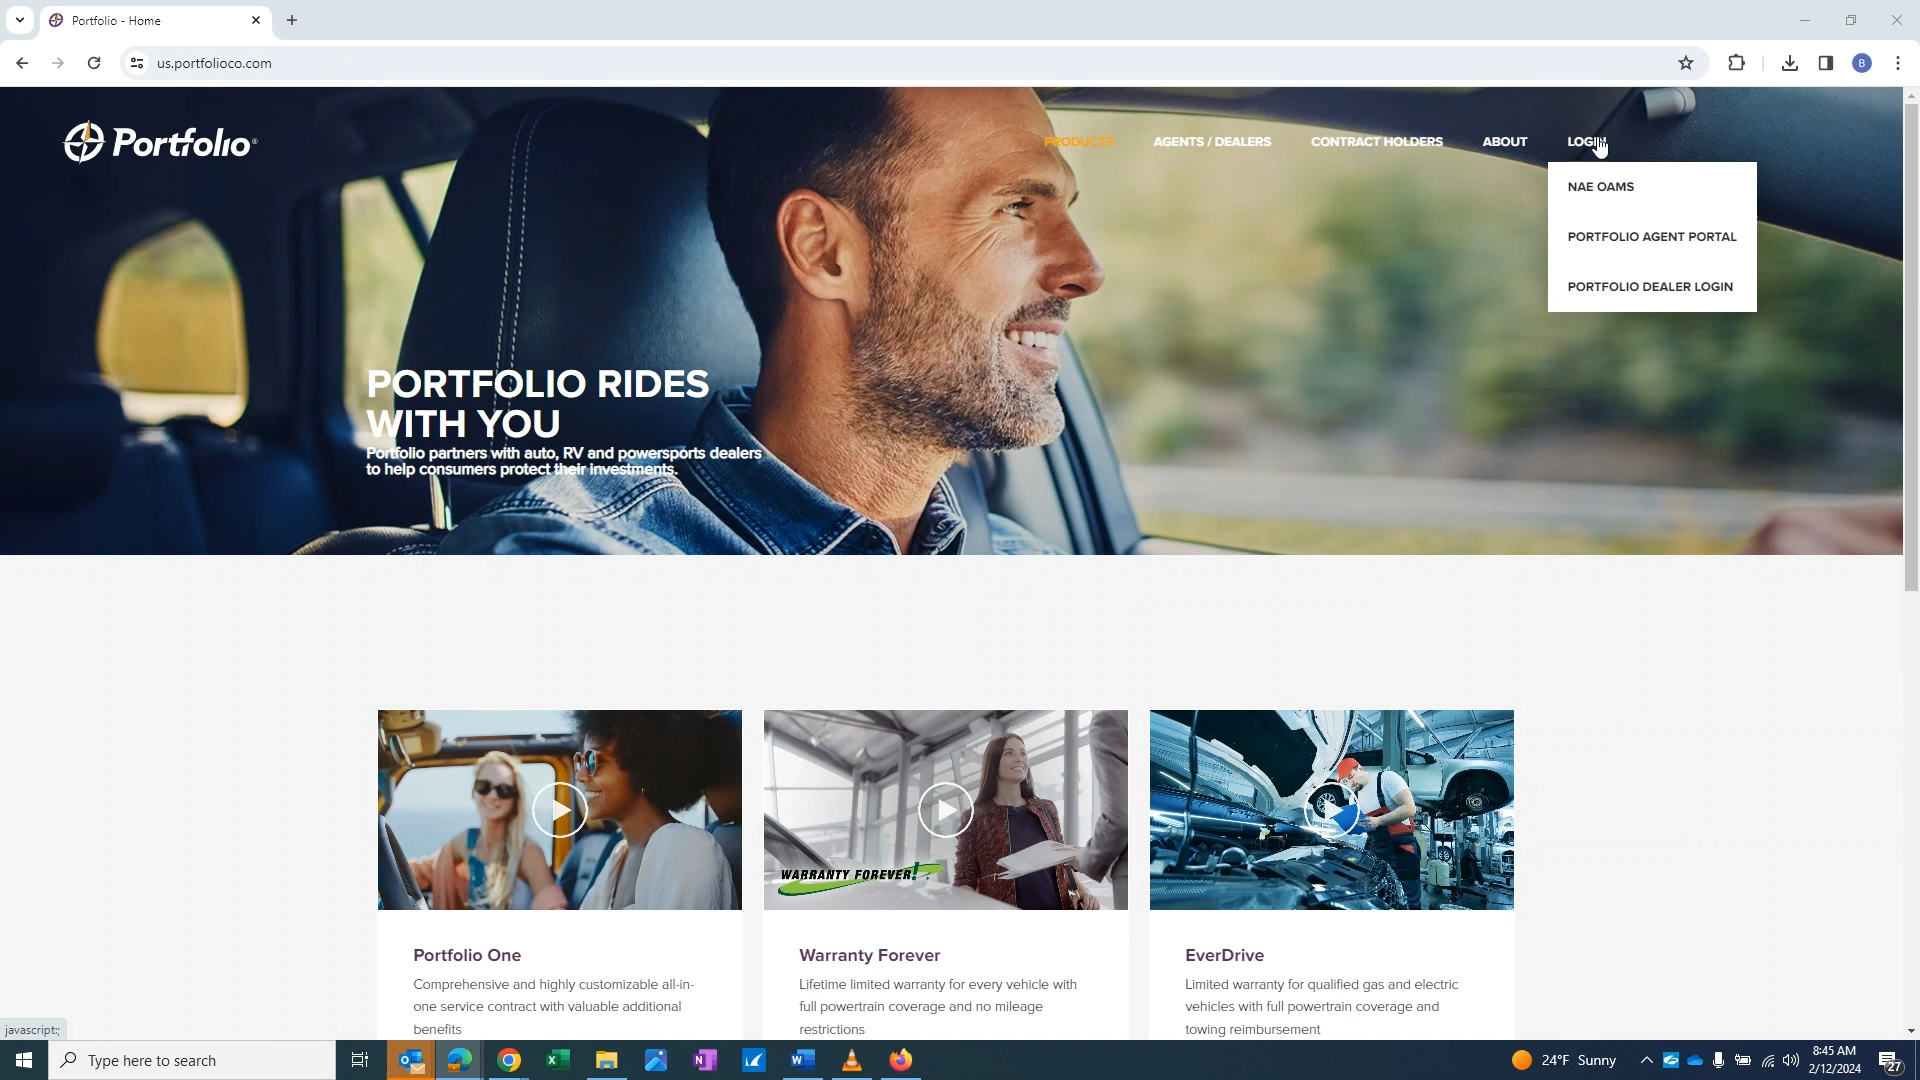 Portfolio - Home
us.portfolioco.com
B
Portfolio®
PRODUCTS
AGENTS / DEALERS
CONTRACT HOLDERS
ABOUT
LOGIN
NAE OAMS
PORTFOLIO AGENT PORTAL
PORTFOLIO DEALER LOGIN
PORTFOLIO RIDES
WITH YOU
Portfolio partners with auto, RV and powersports dealers
to help consumers protect their investments.
WARRANTY FOREVER!
Portfolio One
Comprehensive and highly customizable all-in-
one service contract with valuable additional
benefits
Warranty Forever
Lifetime limited warranty for every vehicle with
full powertrain coverage and no mileage
restrictions
EverDrive
Limited warranty for qualified gas and electric
vehicles with full powertrain coverage and
towing reimbursement
javascript:;
Type here to search
24°F Sunny
8:45 AM
2/12/2024
27